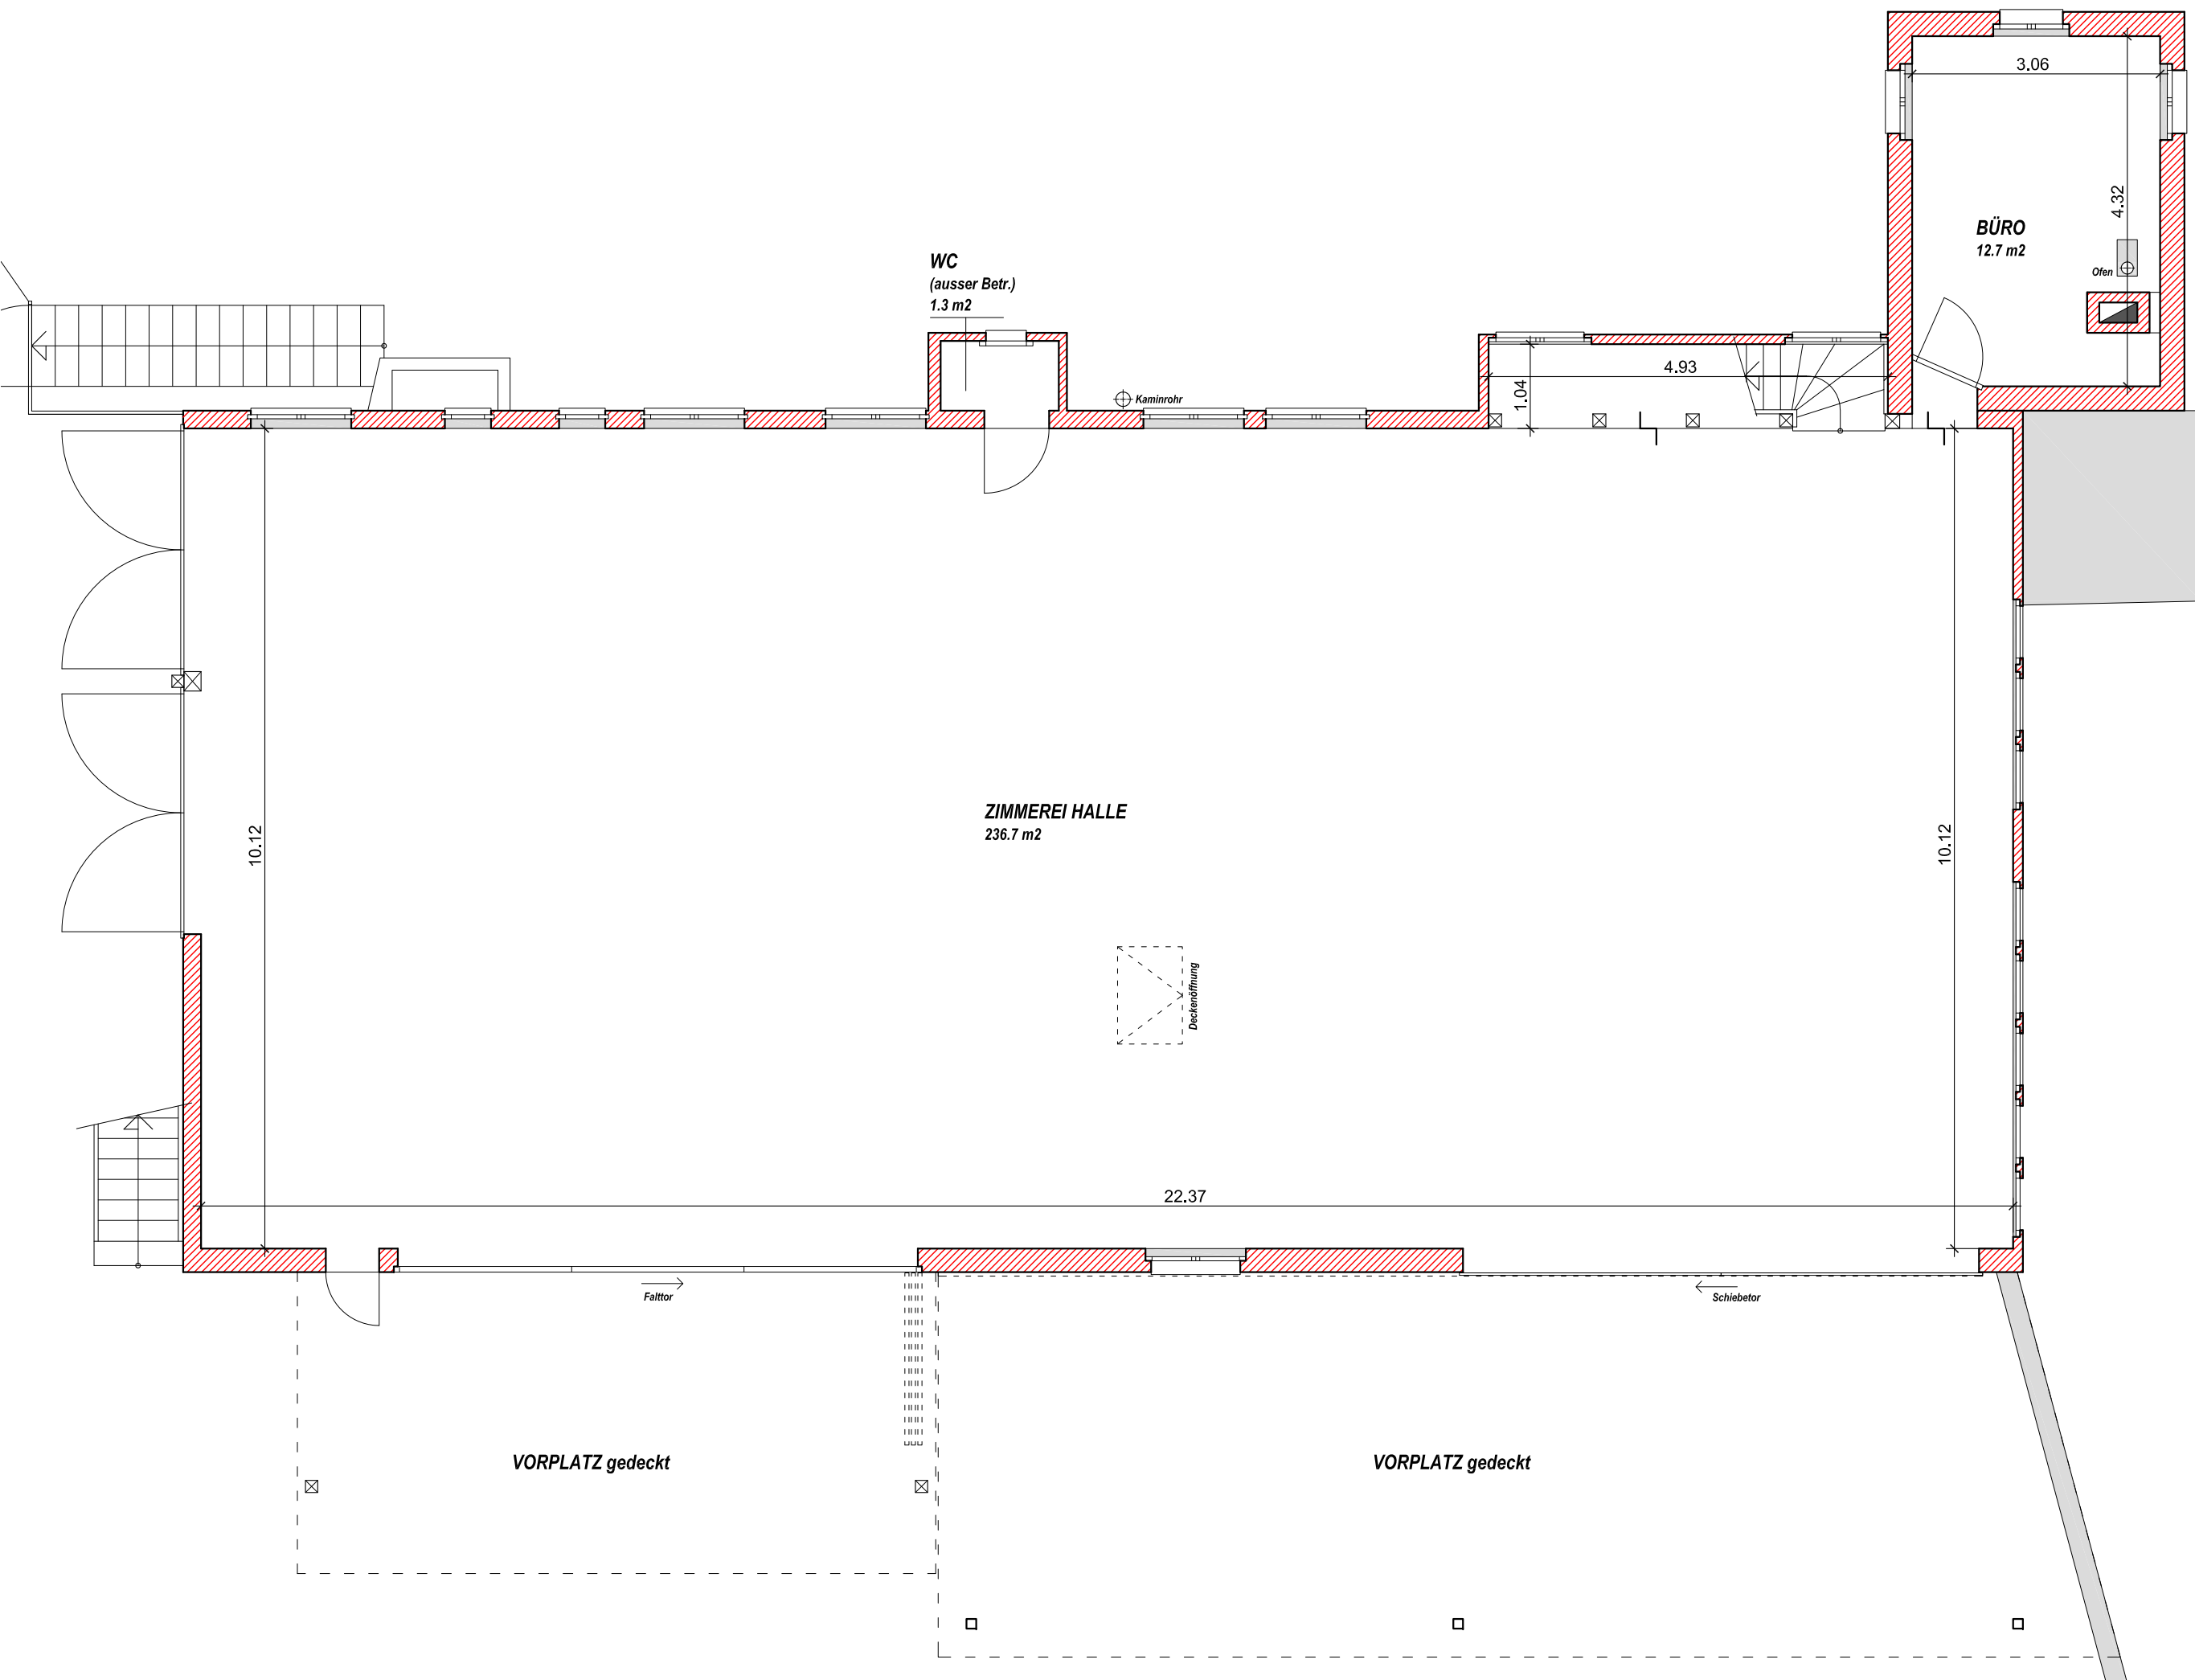 3.06
4.32
BÜRO
12.7 m2
Ofen
WC
(ausser Betr.)
1.3 m2
Kaminrohr
4.93
1.04
ZIMMEREI HALLE
236.7 m2
10.12
10.12
Deckenöffnung
22.37
Falttor
Schiebetor
VORPLATZ gedeckt
VORPLATZ gedeckt